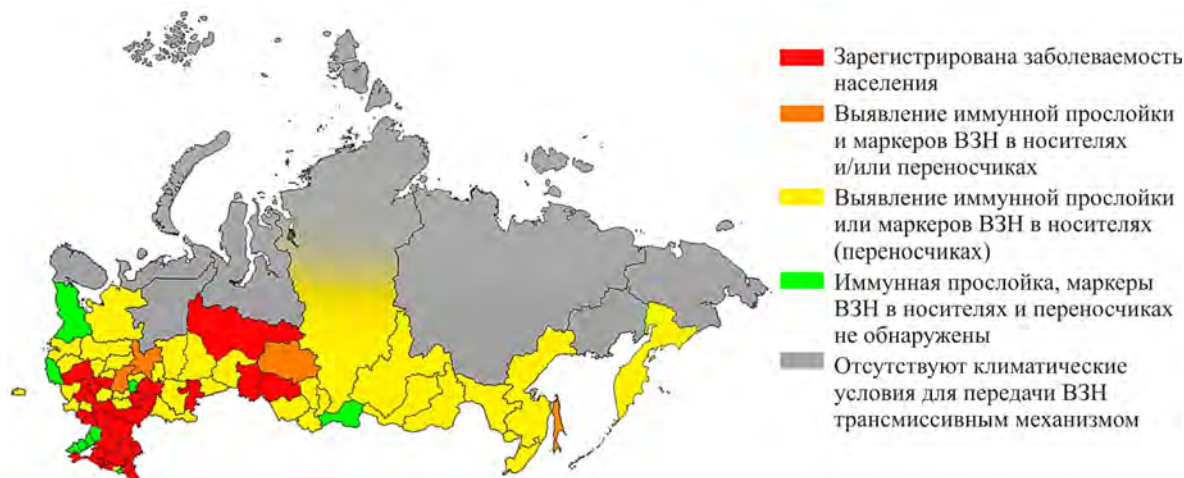 Зарегистрирована заболеваемость
населения
Выявление иммунной прослойки
и маркеров ВЗН в носителях
и/или переносчиках
Выявление иммунной прослойки
или маркеров ВЗН в носителях
(переносчиках)
Иммунная прослойка, маркеры
ВЗН в носителях и переносчиках
не обнаружены
Отсутствуют климатические
условия для передачи ВЗН
трансмиссивным механизмом